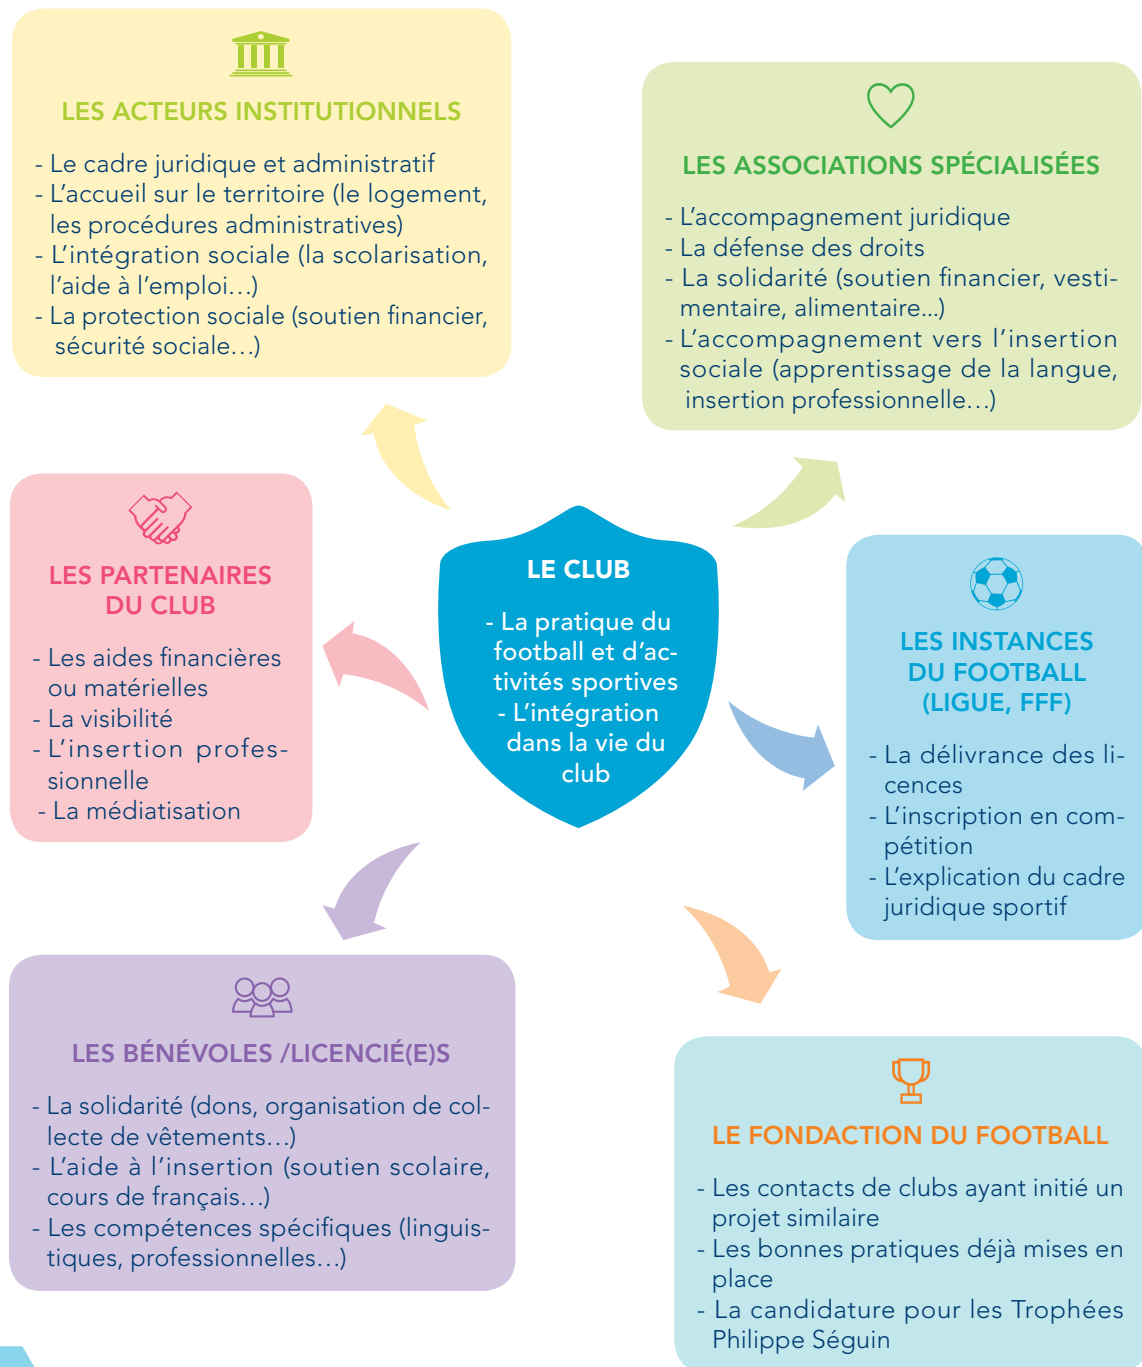 LES ACTEURS INSTITUTIONNELS
- Le cadre juridique et administratif
- L'accueil sur le territoire (le logement,
les procédures administratives)
- L'intégration sociale (la scolarisation,
l'aide à l'emploi…)
- La protection sociale (soutien financier,
sécurité sociale…)
LES ASSOCIATIONS SPÉCIALISÉES
- L'accompagnement juridique
- La défense des droits
- La solidarité (soutien financier, vesti-
mentaire, alimentaire...)
- L'accompagnement vers l'insertion
sociale (apprentissage de la langue,
insertion professionnelle…)
LES PARTENAIRES
DU CLUB
- Les aides financières
ou matérielles
- La visibilité
- L'insertion profes-
sionnelle
- La médiatisation
LE CLUB
- La pratique du
football et d'ac-
tivités sportives
- L'intégration
dans la vie du
club
LES INSTANCES
DU FOOTBALL
(LIGUE, FFF)
- La délivrance des li-
cences
- L'inscription en com-
pétition
- L'explication du cadre
juridique sportif
LES BÉNÉVOLES /LICENCIÉ(E)S
- La solidarité (dons, organisation de col-
lecte de vêtements…)
- L'aide à l'insertion (soutien scolaire,
cours de français…)
- Les compétences spécifiques (linguis-
tiques, professionnelles…)
LE FONDACTION DU FOOTBALL
- Les contacts de clubs ayant initié un
projet similaire
- Les bonnes pratiques déjà mises en
place
- La candidature pour les Trophées
Philippe Séguin